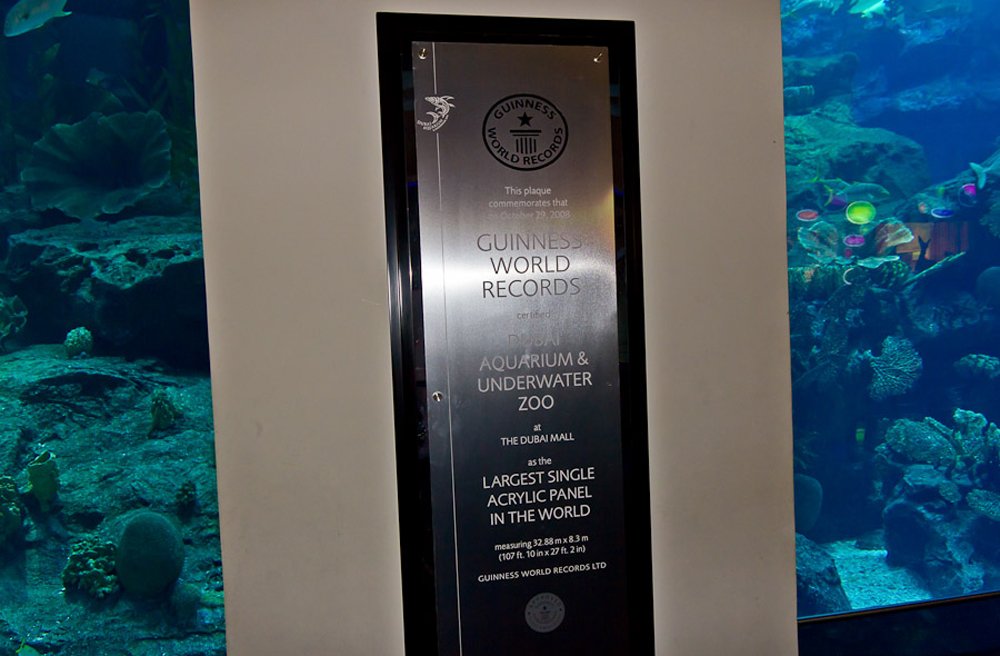 GUINNESS
WORLD RECORDS
This plaque
commemorates that
on October 29, 2008
GUINNESS
WORLD
RECORDS
certified
DUBAI
AQUARIUM &
UNDERWATER
ZOO
at
THE DUBAI MALL
as the
LARGEST SINGLE
ACRYLIC PANEL
IN THE WORLD
measuring 32.88 m x 8.3 m
(107 ft. 10 in x 27 ft. 2 in)
GUINNESS WORLD RECORDS LTD